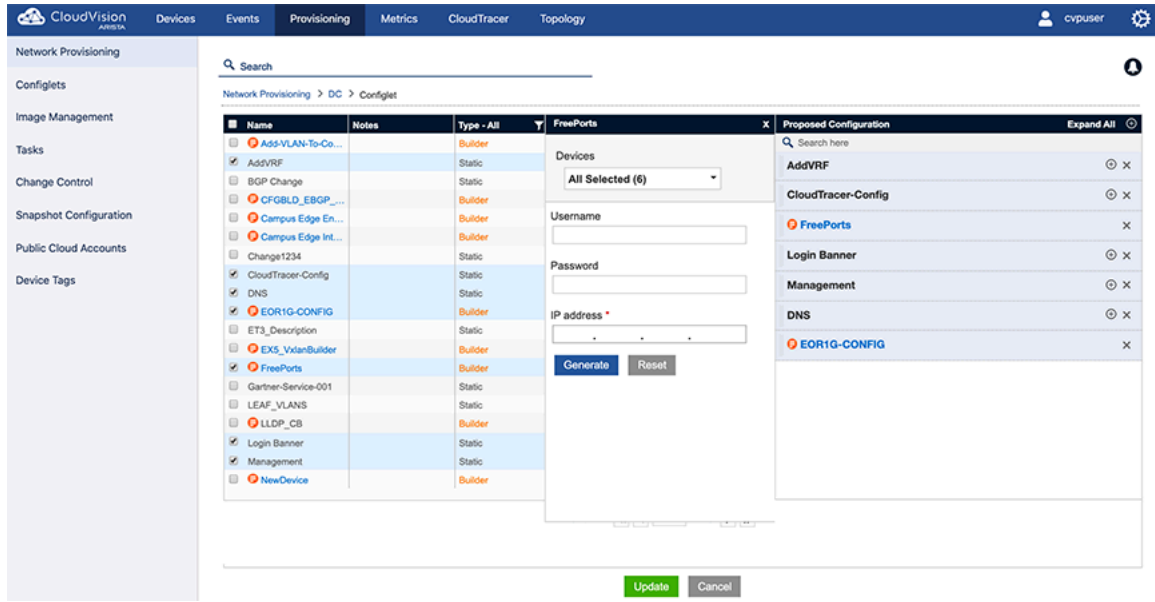 CloudVision
ARISTA
Devices Events Provisioning Metrics CloudTracer Topology cvpuser
Network Provisioning
Configlets
Image Management
Tasks
Change Control
Snapshot Configuration
Public Cloud Accounts
Device Tags
Search
Network Provisioning > DC > Configlet
Name Notes Type - All
Add-VLAN-To-Co... Builder
AddVRF Static
BGP Change Static
CFGBLD_EBGP_... Builder
Campus Edge En... Builder
Campus Edge Int... Builder
Change1234 Static
CloudTracer-Config Static
DNS Static
EOR1G-CONFIG Builder
ET3_Description Static
EX5_VxlanBuilder Builder
FreePorts Builder
Gartner-Service-001 Static
LEAF_VLANS Static
LLDP_CB Builder
Login Banner Static
Management Static
NewDevice Builder
FreePorts X
Devices
All Selected (6)
Username
Password
IP address *
. . .
Generate Reset
Proposed Configuration Expand All
Search here
AddVRF
CloudTracer-Config
FreePorts
Login Banner
Management
DNS
EOR1G-CONFIG
Update Cancel